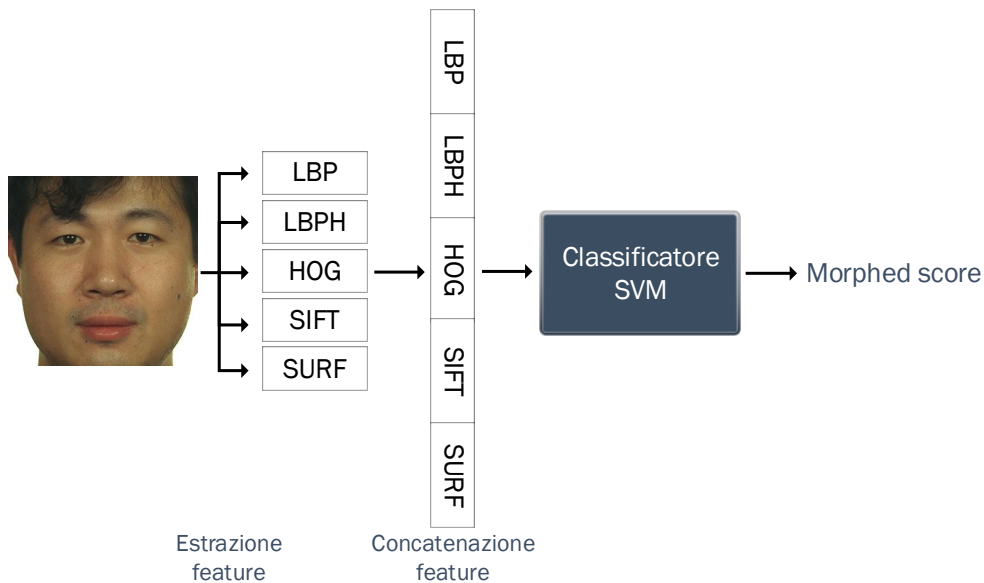 LBP
LBPH
HOG
SIFT
SURF
LBP
LBPH
HOG
SIFT
SURF
Classificatore
SVM
Morphed score
Estrazione
feature
Concatenazione
feature